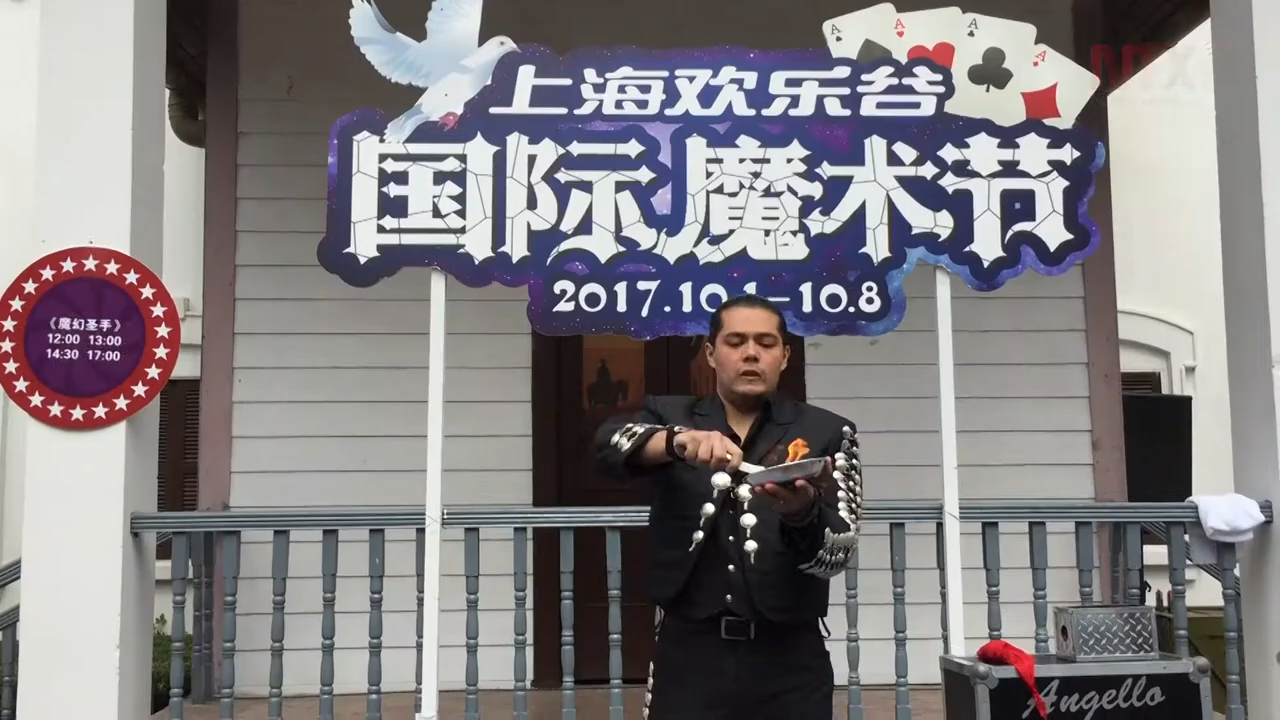 上海欢乐谷
国际魔术节
2017.10.1-10.8
《魔幻圣手》
12:00 13:00
14:30 17:00
A
A
A
A
Angello